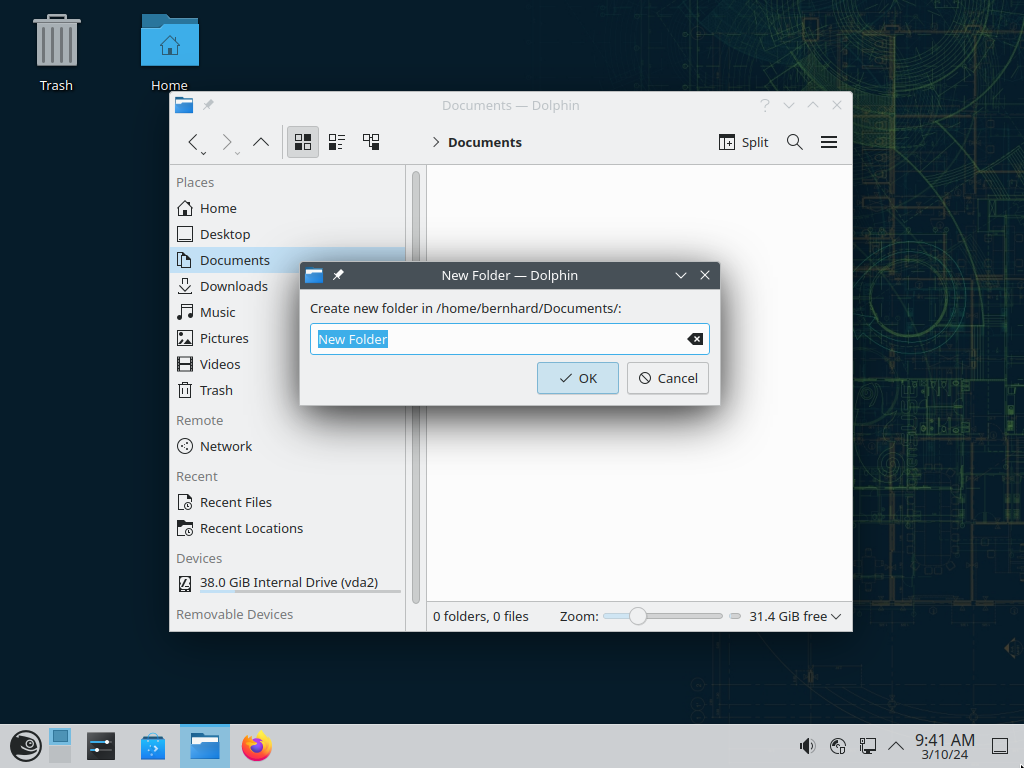 Trash
Home
Documents — Dolphin
Documents
Split
Places
Home
Desktop
Documents
Downloads
Music
Pictures
Videos
Trash
Remote
Network
Recent
Recent Files
Recent Locations
Devices
38.0 GiB Internal Drive (vda2)
Removable Devices
New Folder — Dolphin
Create new folder in /home/bernhard/Documents/:
New Folder
OK
Cancel
0 folders, 0 files
Zoom:
31.4 GiB free
9:41 AM
3/10/24